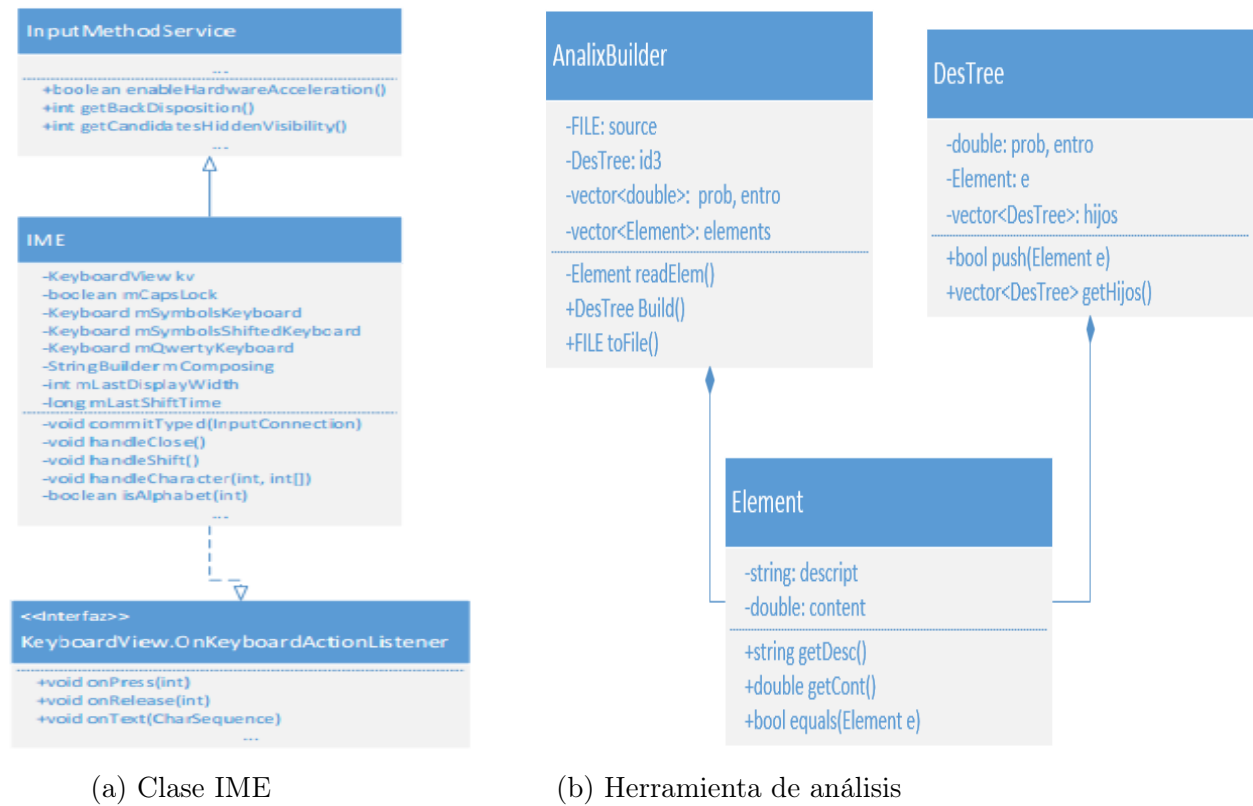 InputMethodService
...
+boolean enableHardwareAcceleration()
+int getBackDisposition()
+int getCandidatesHiddenVisibility()
...
IME
-KeyboardView kv
-boolean mCapsLock
-Keyboard mSymbolsKeyboard
-Keyboard mSymbolsShiftedKeyboard
-Keyboard mQwertyKeyboard
-StringBuilder mComposing
-int mLastDisplayWidth
-long mLastShiftTime
-void commitTyped(InputConnection)
-void handleClose()
-void handleShift()
-void handleCharacter(int, int[])
-boolean isAlphabet(int)
...
<<Interfaz>>
KeyboardView.OnKeyboardActionListener
+void onPress(int)
+void onRelease(int)
+void onText(CharSequence)
...
(a) Clase IME
AnalixBuilder
-FILE: source
-DesTree: id3
-vector<double>: prob, entro
-vector<Element>: elements
-Element readElem()
+DesTree Build()
+FILE toFile()
DesTree
-double: prob, entro
-Element: e
-vector<DesTree>: hijos
+bool push(Element e)
+vector<DesTree> getHijos()
Element
-string: descript
-double: content
+string getDesc()
+double getCont()
+bool equals(Element e)
(b) Herramienta de análisis